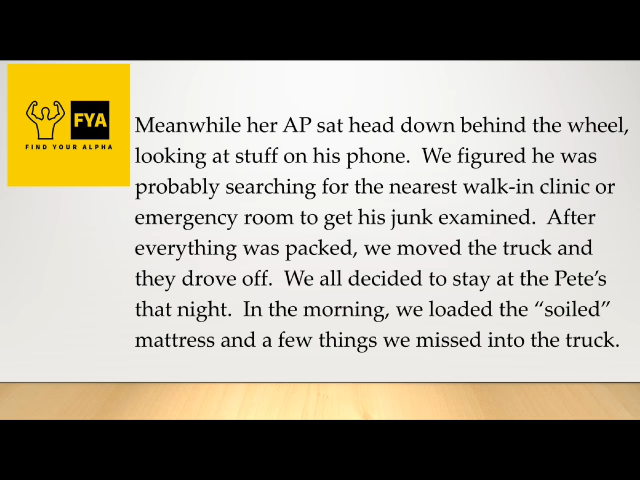 FYA
FIND YOUR ALPHA
Meanwhile her AP sat head down behind the wheel,
looking at stuff on his phone.  We figured he was
probably searching for the nearest walk-in clinic or
emergency room to get his junk examined.  After
everything was packed, we moved the truck and
they drove off.  We all decided to stay at the Pete’s
that night.  In the morning, we loaded the “soiled”
mattress and a few things we missed into the truck.